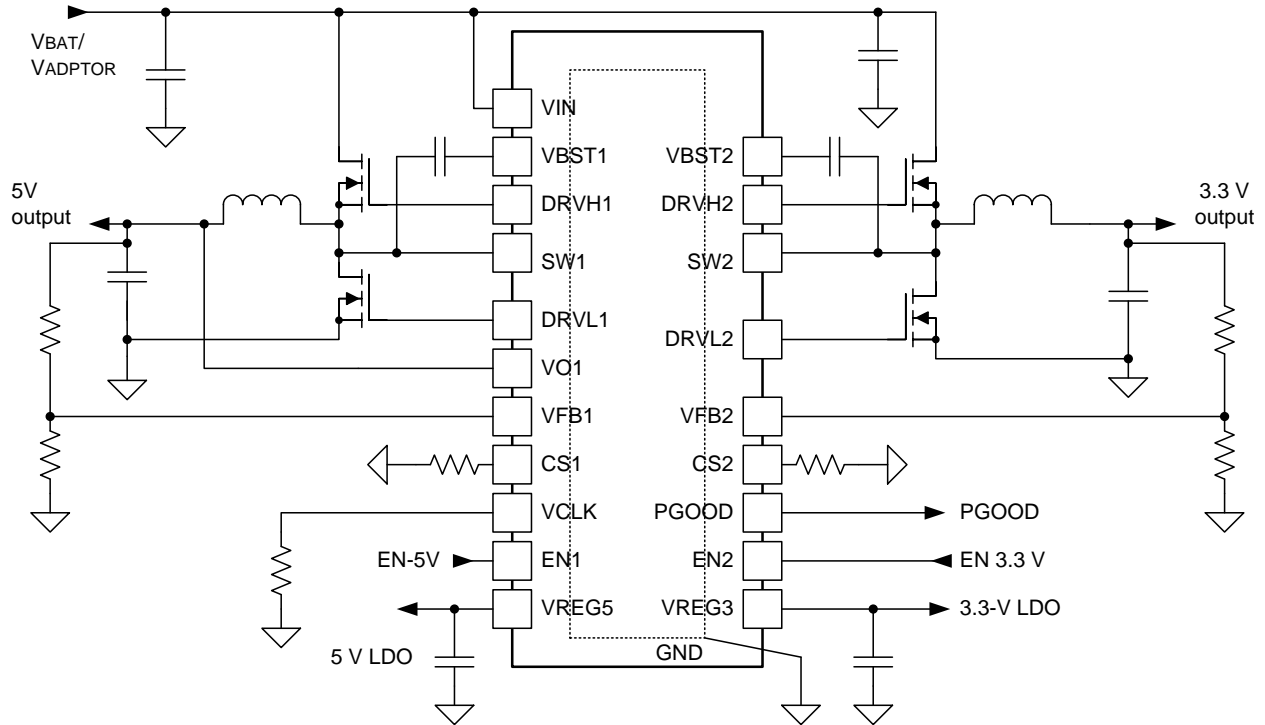 VBAT/
VADPTOR
VIN
VBST1
VBST2
5V
output
DRVH1
DRVH2
3.3 V
output
SW1
SW2
DRVL1
DRVL2
VO1
VFB1
VFB2
CS1
CS2
VCLK
PGOOD
PGOOD
EN-5V
EN1
EN2
EN 3.3 V
VREG5
VREG3
3.3-V LDO
5 V LDO
GND